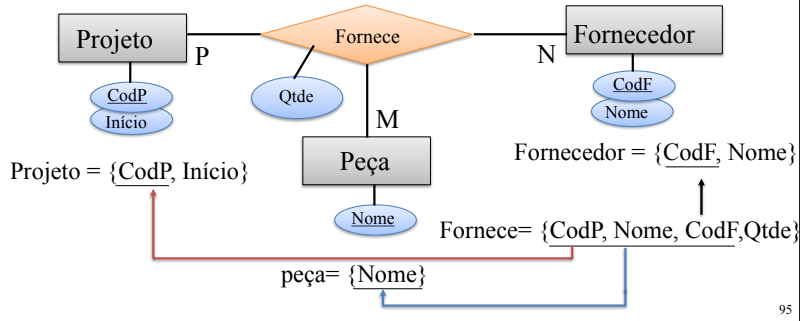 Projeto
Fornece
Fornecedor
P
N
CodP
Início
Qtde
CodF
Nome
M
Peça
Nome
Projeto = {CodP, Início}
Fornecedor = {CodF, Nome}
Fornece= {CodP, Nome, CodF,Qtde}
peça= {Nome}
95